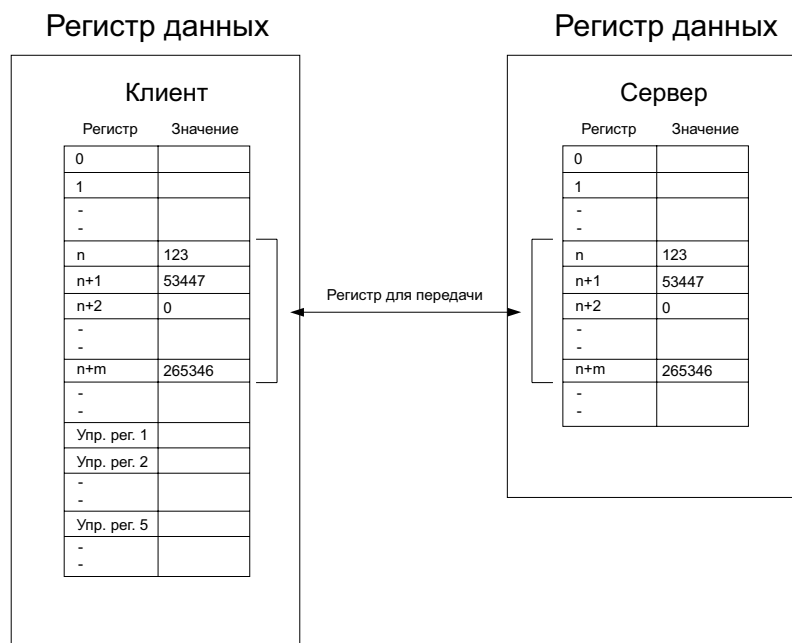 Регистр данных
Клиент
Регистр Значение
0
1
-
-
n 123
n+1 53447
n+2 0
-
-
n+m 265346
-
-
Упр. рег. 1
Упр. рег. 2
-
-
Упр. рег. 5
-
-
Регистр для передачи
Регистр данных
Сервер
Регистр Значение
0
1
-
-
n 123
n+1 53447
n+2 0
-
-
n+m 265346
-
-